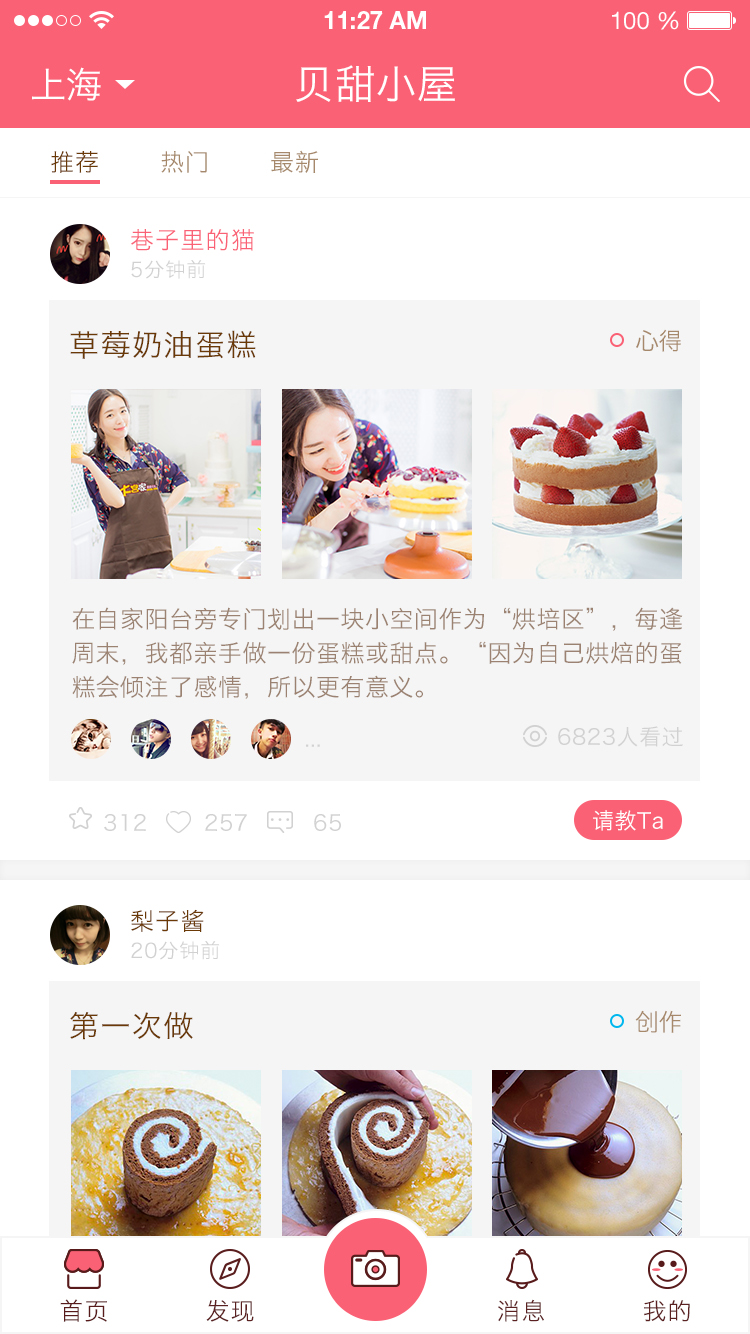 11:27 AM
100 %
上海
贝甜小屋
推荐 热门 最新
巷子里的猫
5分钟前
草莓奶油蛋糕
心得
在自家阳台旁专门划出一块小空间作为“烘培区”，每逢
周末，我都亲手做一份蛋糕或甜点。“因为自己烘焙的蛋
糕会倾注了感情，所以更有意义。
...
6823人看过
312 257 65
请教Ta
梨子酱
20分钟前
第一次做
创作
首页 发现 消息 我的